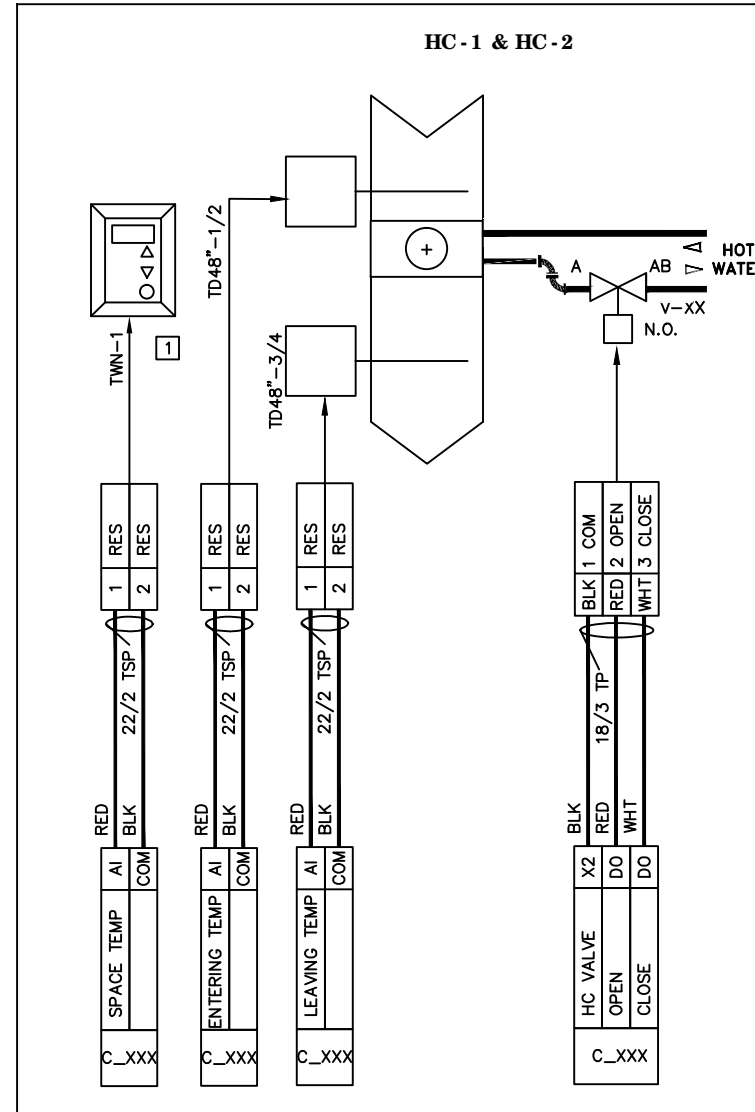 HC-1 & HC-2
TWN-1
1
TD48"-1/2
TD48"-3/4
A
AB
HOT
WATE
V-XX
N.O.
1 RES
2 RES
1 RES
2 RES
1 RES
2 RES
BLK 1 COM
RED 2 OPEN
WHT 3 CLOSE
22/2 TSP
22/2 TSP
22/2 TSP
18/3 TP
RED
BLK
RED
BLK
RED
BLK
BLK
RED
WHT
SPACE TEMP AI
COM
C_XXX
ENTERING TEMP AI
COM
C_XXX
LEAVING TEMP AI
COM
C_XXX
HC VALVE X2
OPEN DO
CLOSE DO
C_XXX